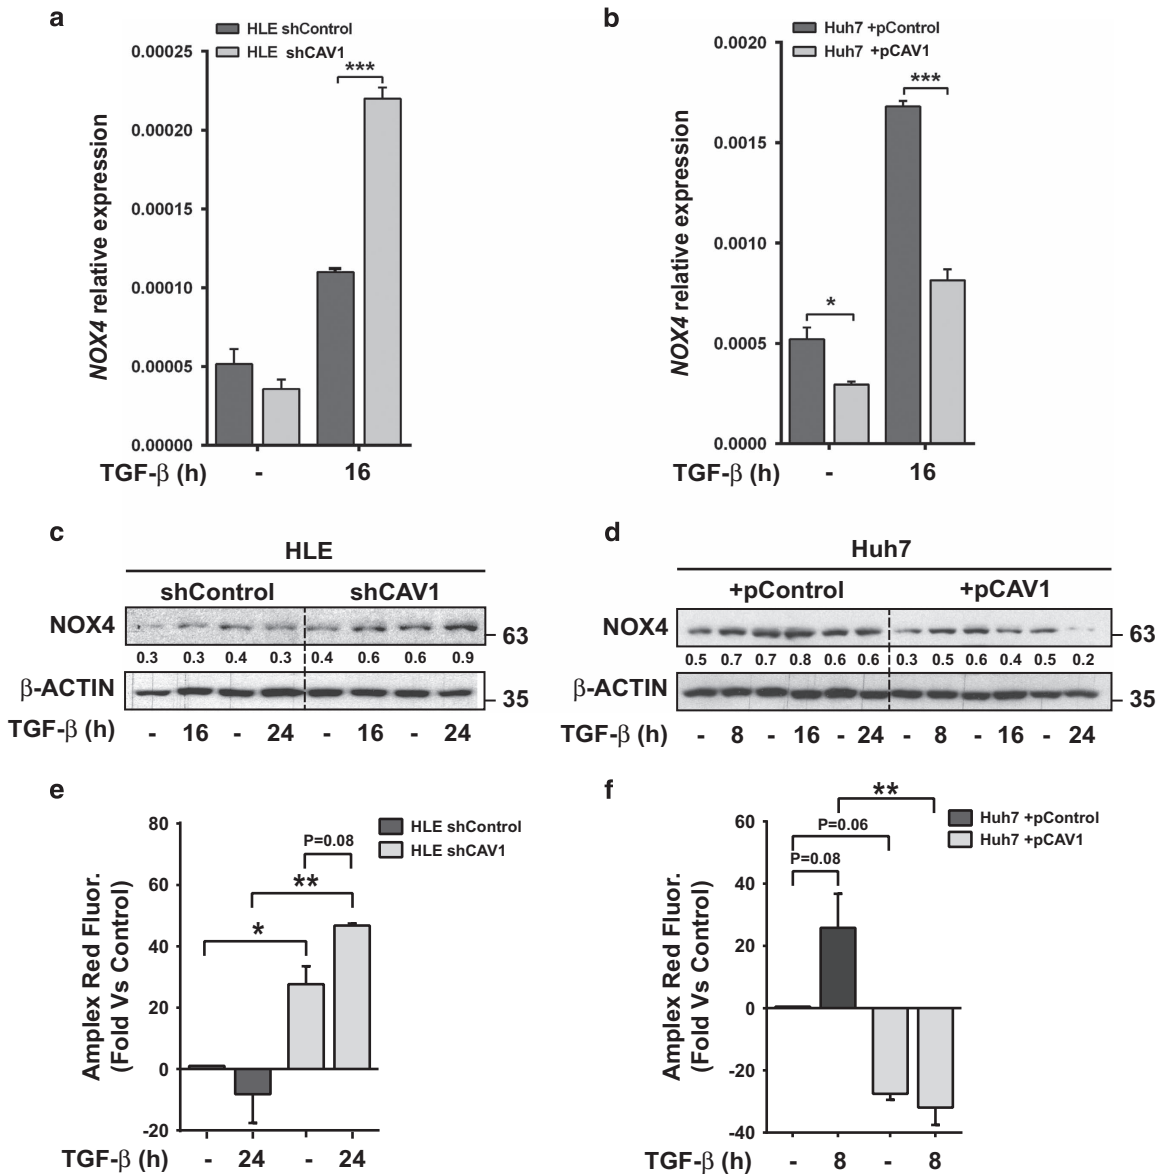 a
HLE shControl
HLE shCAV1
NOX4 relative expression
0.00025
0.00020
0.00015
0.00010
0.00005
0.00000
***
TGF-β (h)
- 16
b
Huh7 +pControl
Huh7 +pCAV1
NOX4 relative expression
0.0020
0.0015
0.0010
0.0005
0.0000
*
***
TGF-β (h)
- 16
c
HLE
shControl shCAV1
NOX4
63
0.3 0.3 0.4 0.3 0.4 0.6 0.6 0.9
β-ACTIN
35
TGF-β (h) - 16 - 24 - 16 - 24
d
Huh7
+pControl +pCAV1
NOX4
63
0.5 0.7 0.7 0.8 0.6 0.6 0.3 0.5 0.6 0.4 0.5 0.2
β-ACTIN
35
TGF-β (h) - 8 - 16 - 24 - 8 - 16 - 24
e
HLE shControl
HLE shCAV1
Amplex Red Fluor.
(Fold Vs Control)
80
60
40
20
0
-20
P=0.08
**
*
TGF-β (h) - 24 - 24
f
Huh7 +pControl
Huh7 +pCAV1
Amplex Red Fluor.
(Fold Vs Control)
60
40
20
0
-20
-40
**
P=0.06
P=0.08
TGF-β (h) - 8 - 8